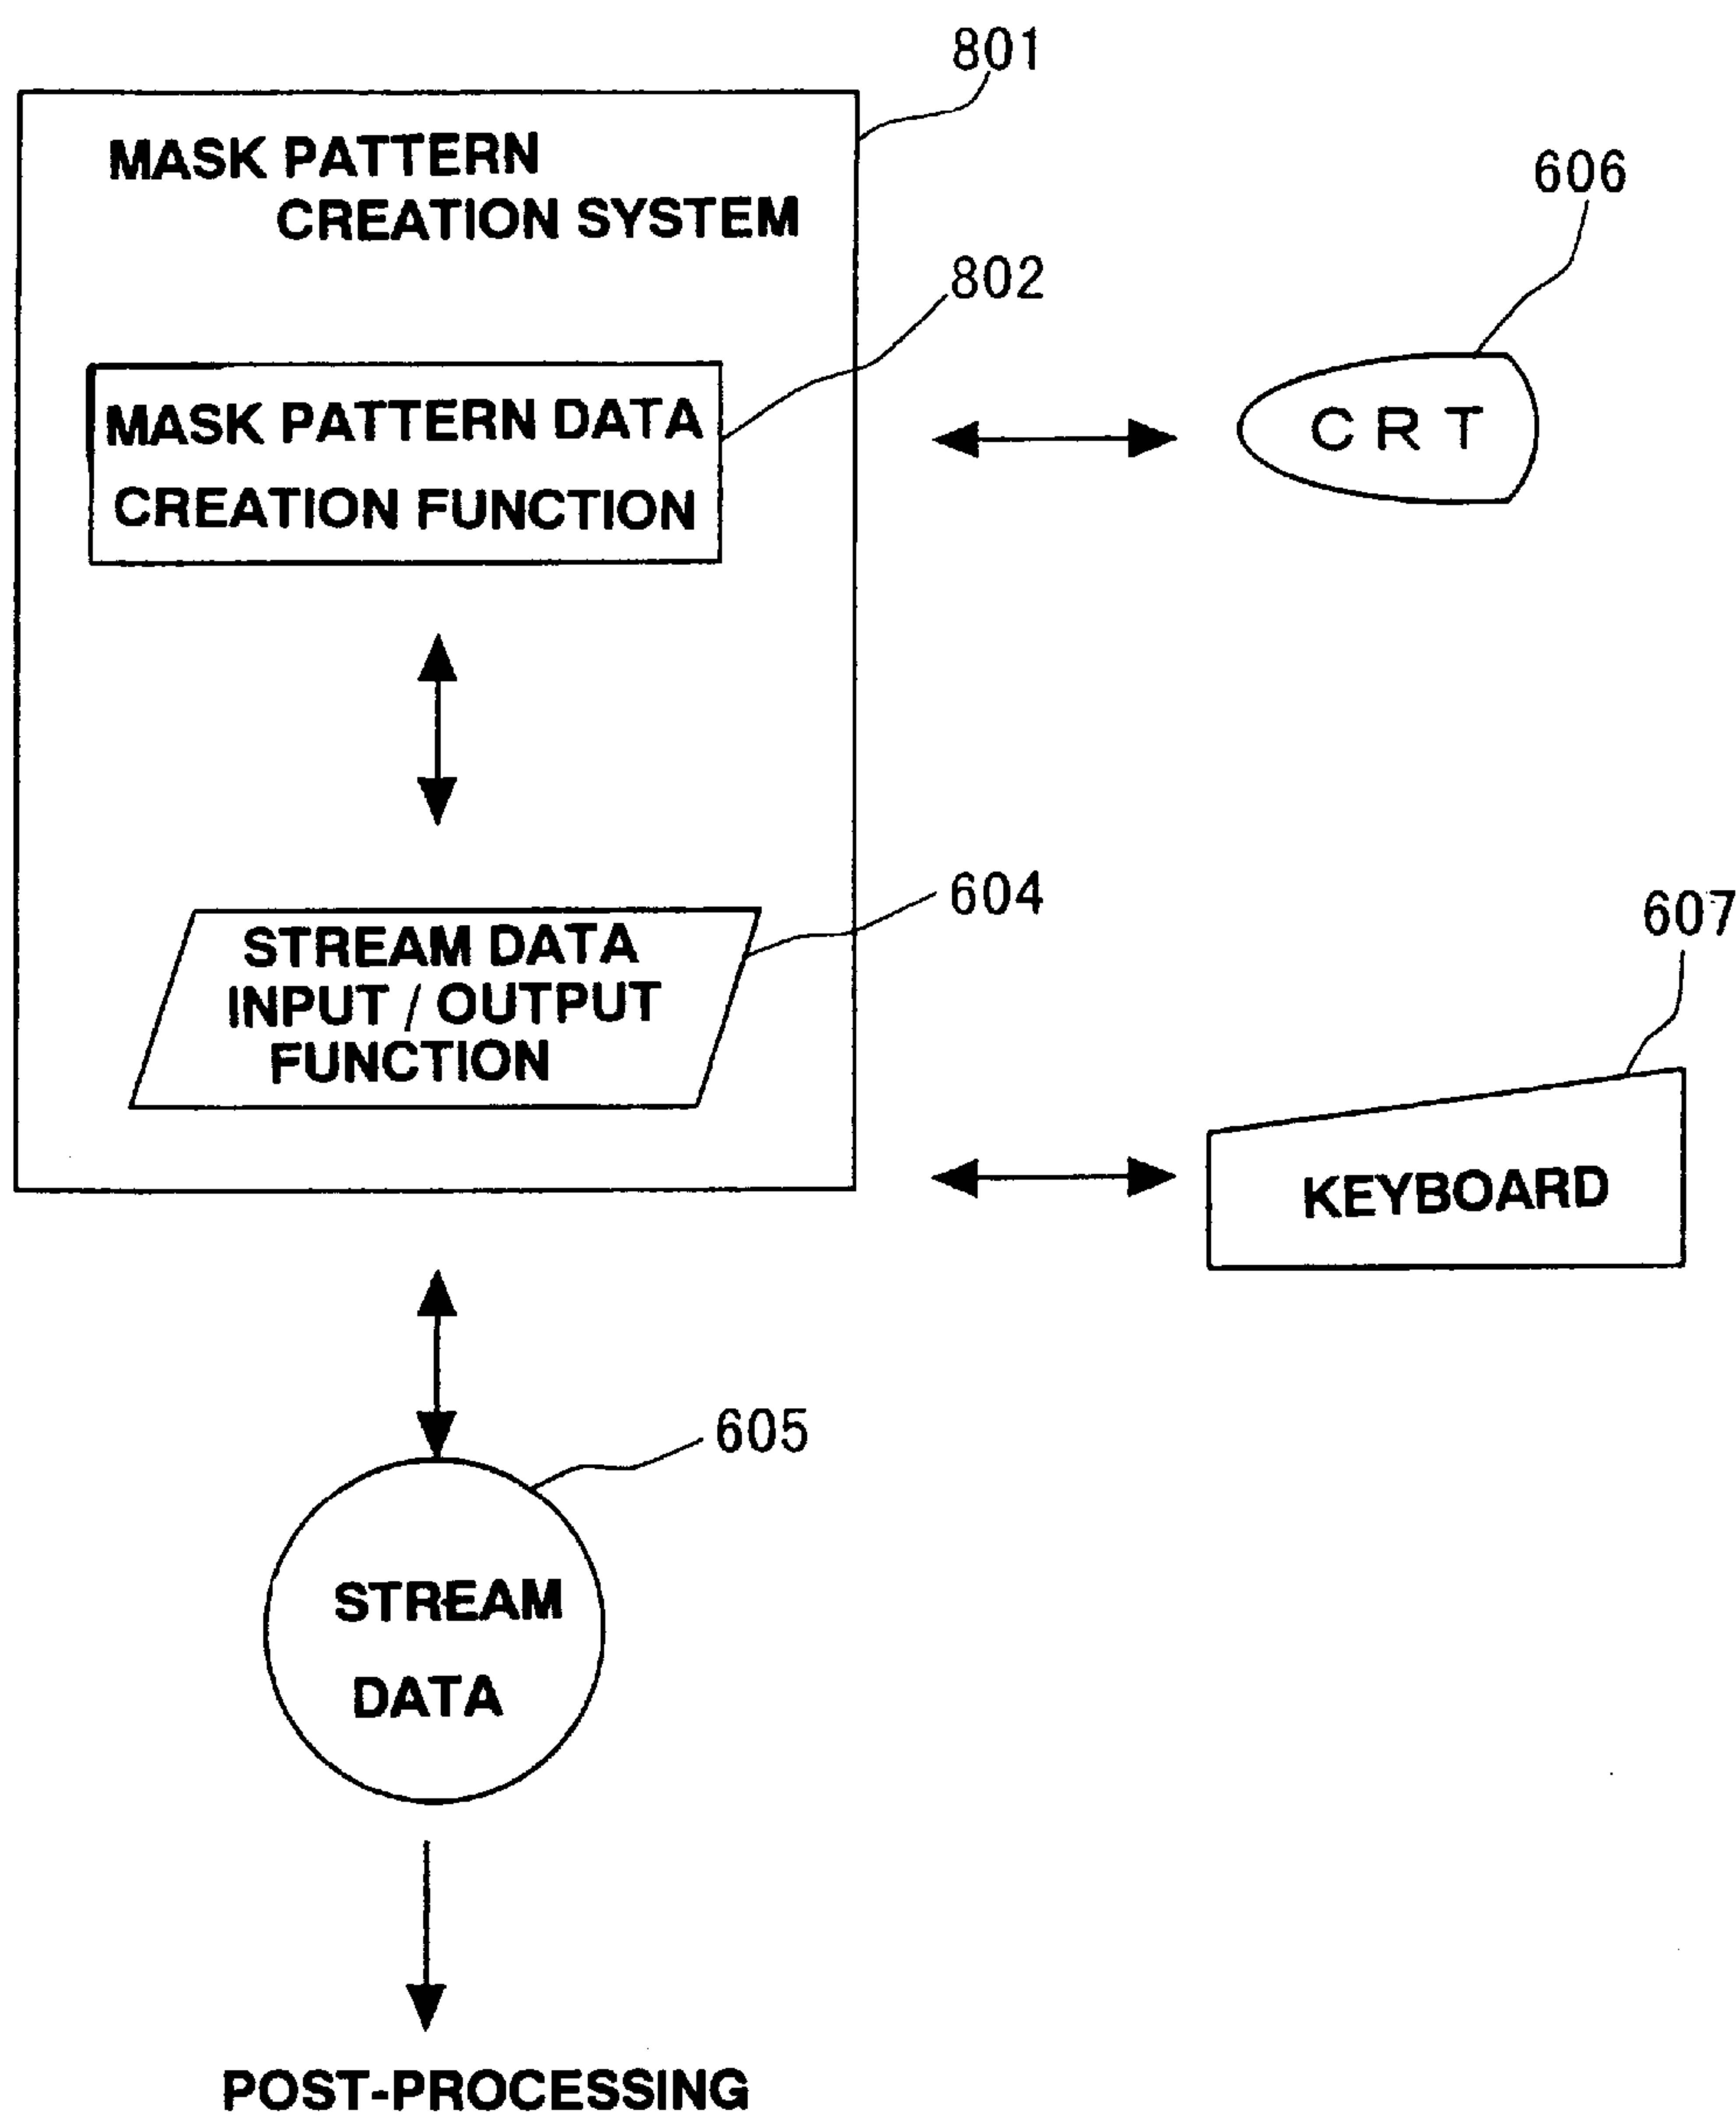 801
MASK PATTERN
CREATION SYSTEM
606
802
MASK PATTERN DATA
CREATION FUNCTION
C R T
604
STREAM DATA
INPUT / OUTPUT
FUNCTION
607
KEYBOARD
605
STREAM
DATA
POST-PROCESSING